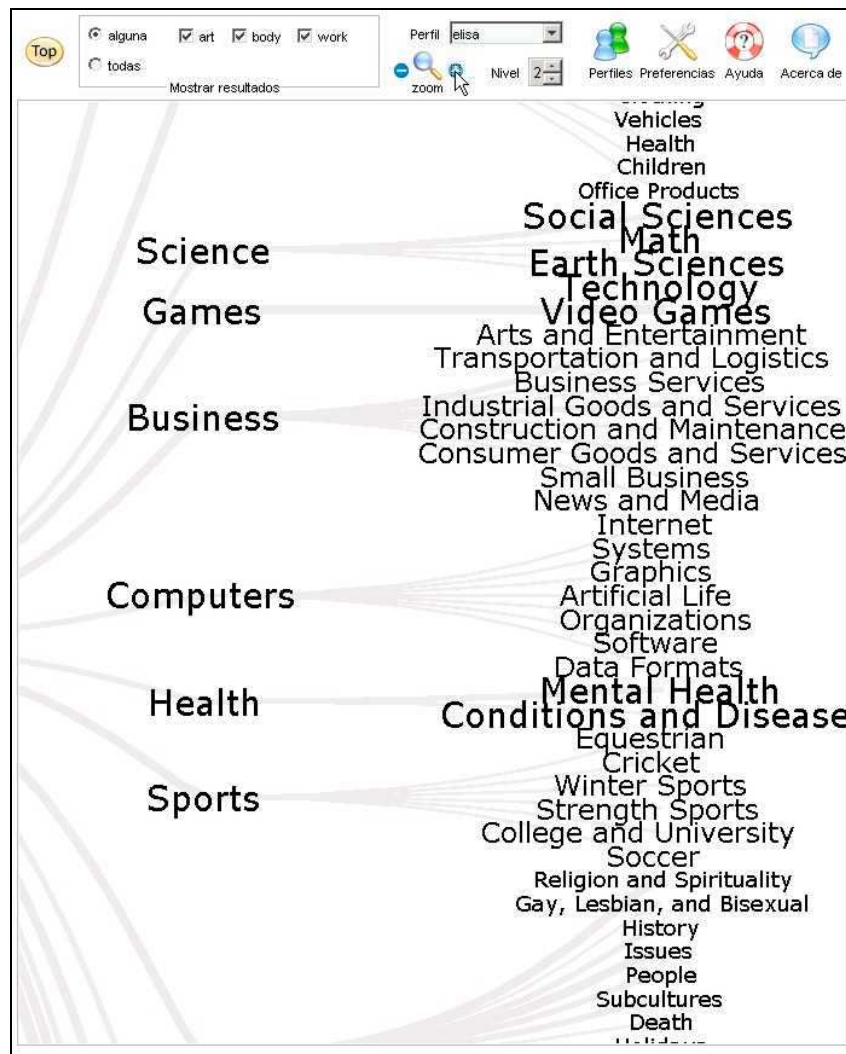 Top
alguna art body work
todas
Mostrar resultados
Perfil elisa
zoom
Nivel 2
Perfiles Preferencias Ayuda Acerca de
Vehicles
Health
Children
Office Products
Social Sciences
Science
Math
Earth Sciences
Technology
Games
Video Games
Arts and Entertainment
Transportation and Logistics
Business Services
Industrial Goods and Services
Business
Construction and Maintenance
Consumer Goods and Services
Small Business
News and Media
Internet
Systems
Graphics
Computers
Artificial Life
Organizations
Software
Data Formats
Mental Health
Health
Conditions and Disease
Equestrian
Cricket
Winter Sports
Sports
Strength Sports
College and University
Soccer
Religion and Spirituality
Gay, Lesbian, and Bisexual
History
Issues
People
Subcultures
Death